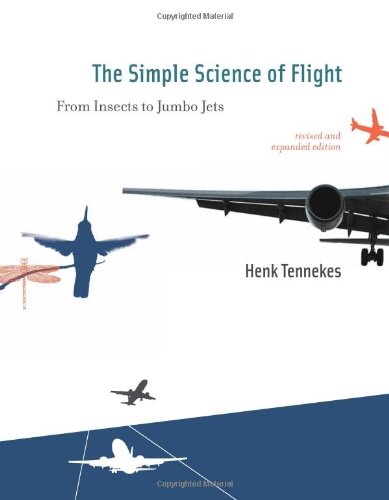 Copyrighted Material
The Simple Science of Flight
From Insects to Jumbo Jets
revised and
expanded edition
Henk Tennekes
Copyrighted Material